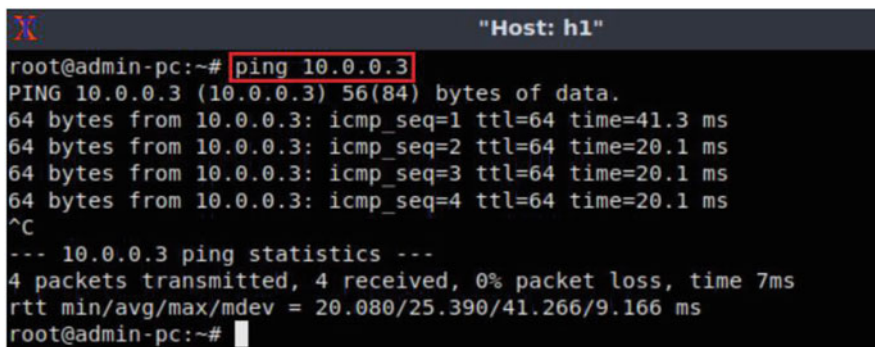 "Host: h1"
root@admin-pc:~# ping 10.0.0.3
PING 10.0.0.3 (10.0.0.3) 56(84) bytes of data.
64 bytes from 10.0.0.3: icmp_seq=1 ttl=64 time=41.3 ms
64 bytes from 10.0.0.3: icmp_seq=2 ttl=64 time=20.1 ms
64 bytes from 10.0.0.3: icmp_seq=3 ttl=64 time=20.1 ms
64 bytes from 10.0.0.3: icmp_seq=4 ttl=64 time=20.1 ms
^C
--- 10.0.0.3 ping statistics ---
4 packets transmitted, 4 received, 0% packet loss, time 7ms
rtt min/avg/max/mdev = 20.080/25.390/41.266/9.166 ms
root@admin-pc:~#